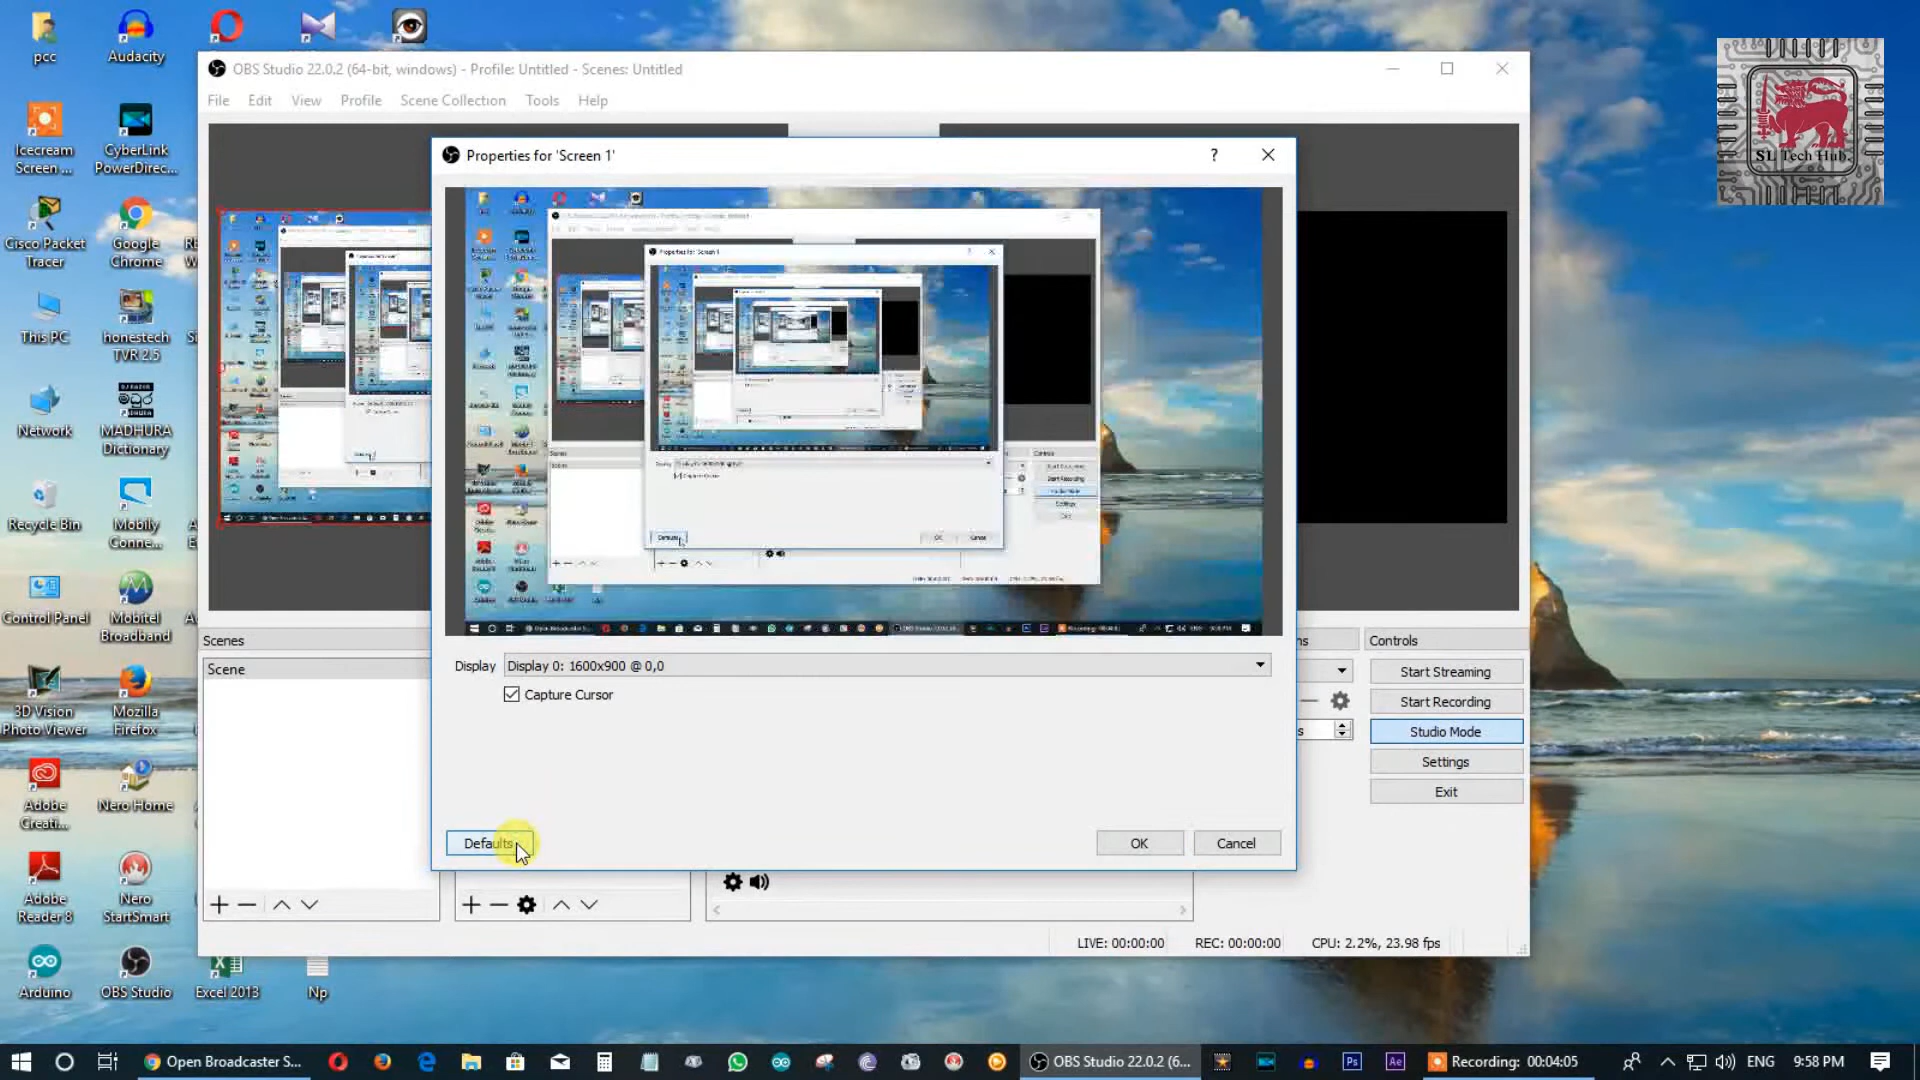 pcc
Audacity
Icecream
Screen ...
CyberLink
PowerDirec...
Cisco Packet
Tracer
Google
Chrome
This PC
honestech
TVR 2.5
Network
MADHURA
Dictionary
Recycle Bin
Mobily
Conne...
Control Panel
Mobitel
Broadband
3D Vision
Photo Viewer
Mozilla
Firefox
Adobe
Creati...
Nero Home
Adobe
Reader 8
Nero
StartSmart
Arduino
OBS Studio
Excel 2013
Np
SL Tech Hub.
OBS Studio 22.0.2 (64-bit, windows) - Profile: Untitled - Scenes: Untitled
File Edit View Profile Scene Collection Tools Help
Properties for 'Screen 1'
?
Display Display 0: 1600x900 @ 0,0
Capture Cursor
Defaults
OK
Cancel
Scenes
Scene
Controls
Start Streaming
Start Recording
Studio Mode
Settings
Exit
LIVE: 00:00:00 REC: 00:00:00 CPU: 2.2%, 23.98 fps
Open Broadcaster S...
OBS Studio 22.0.2 (6...
Ps
Ae
Recording: 00:04:05
ENG
9:58 PM